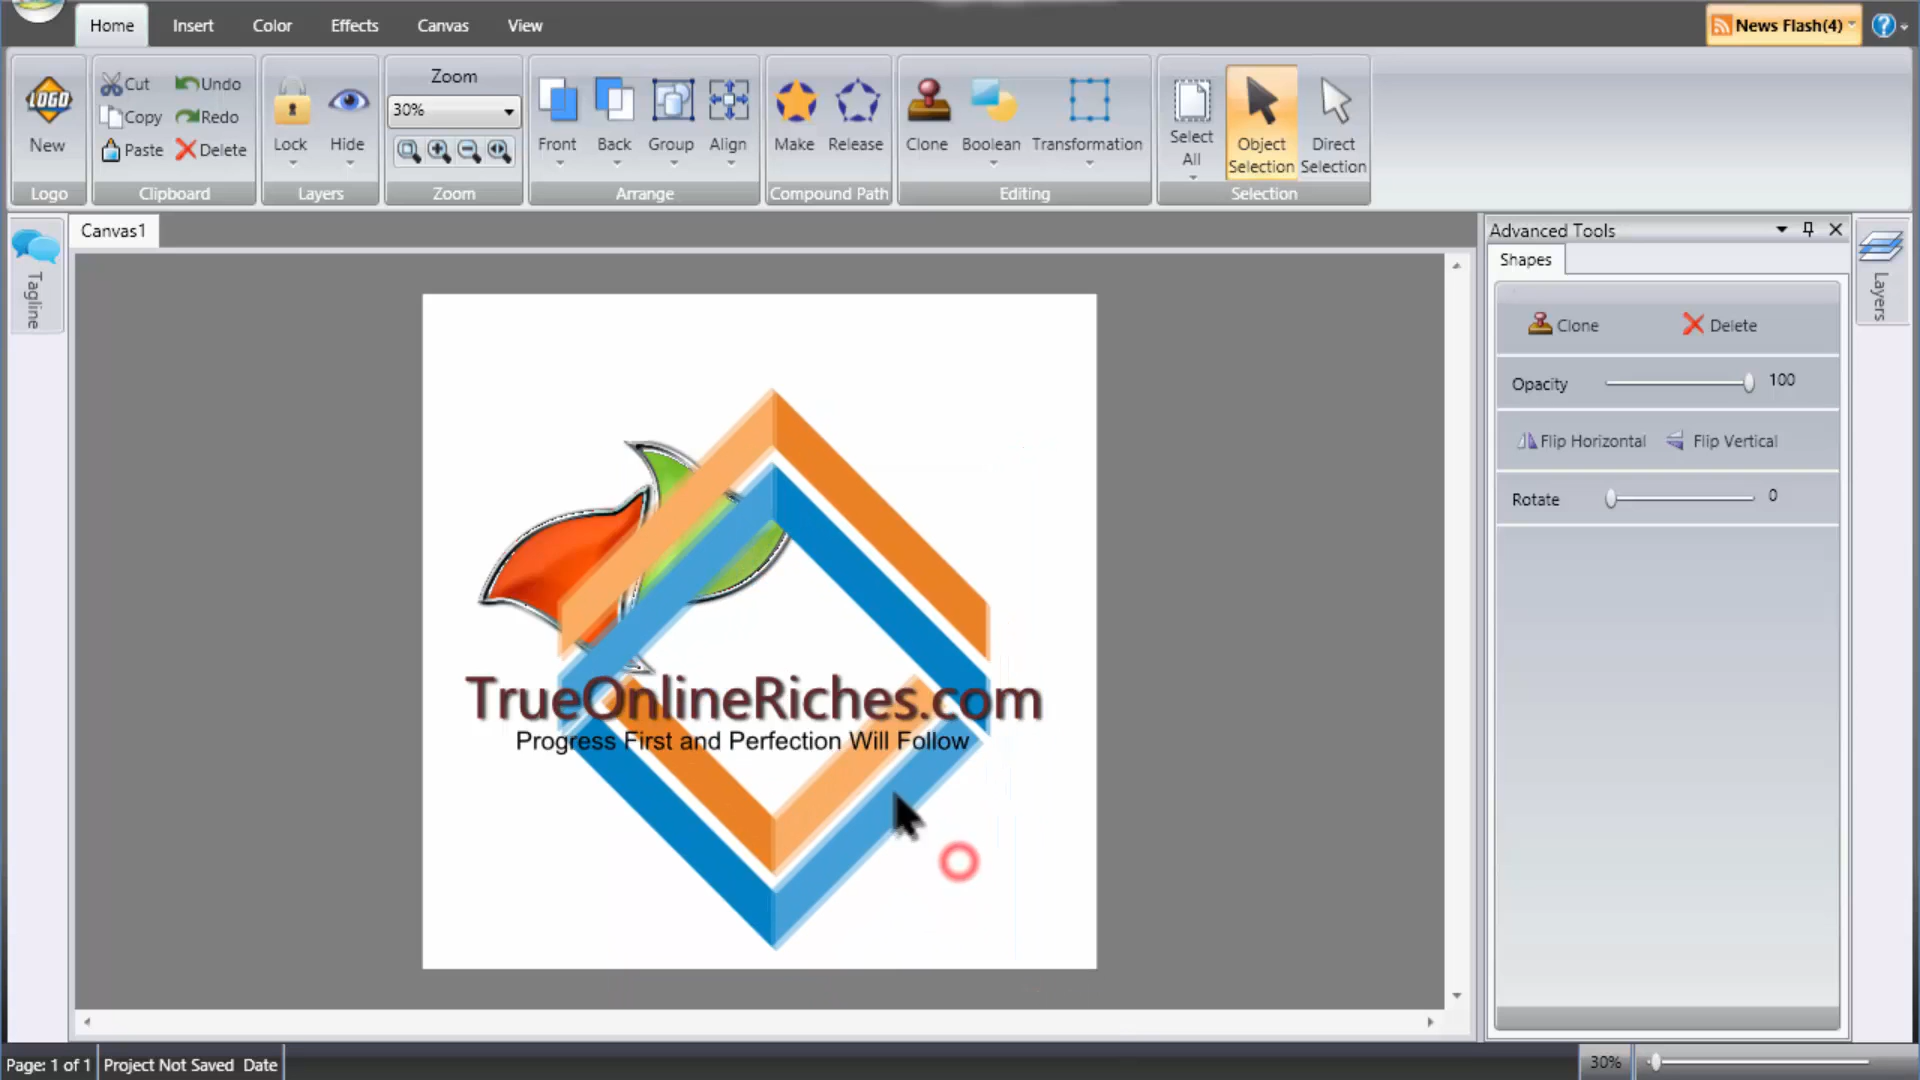 Home Insert Color Effects Canvas View News Flash(4)
LOGO
New
Logo
Cut Undo
Copy Redo
Paste Delete
Clipboard
Lock Hide
Layers
Zoom
30%
Zoom
Front Back Group Align
Arrange
Make Release
Compound Path
Clone Boolean Transformation
Editing
Select All
Object Selection
Direct Selection
Selection
Tagline
Canvas1
TrueOnlineRiches.com
Progress First and Perfection Will Follow
Advanced Tools
Shapes
Clone Delete
Opacity 100
Flip Horizontal Flip Vertical
Rotate 0
Layers
Page: 1 of 1 Project Not Saved Date 30%